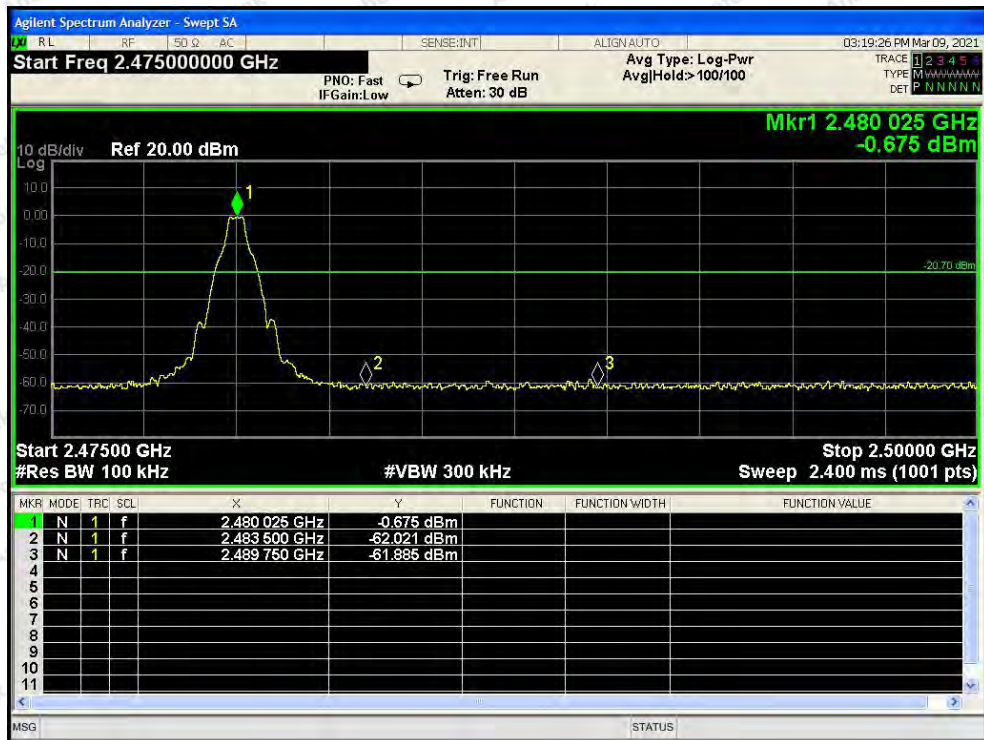 Agilent Spectrum Analyzer - Swept SA
LXI RL RF 50 Ω AC SENSE:INT ALIGN AUTO 03:19:26 PM Mar 09, 2021
Start Freq 2.475000000 GHz
PNO: Fast
IFGain:Low
Trig: Free Run
Atten: 30 dB
Avg Type: Log-Pwr
Avg|Hold:>100/100
TRACE 1 2 3 4 5 6
TYPE M WWWWWW
DET P N N N N N
Mkr1 2.480 025 GHz
-0.675 dBm
10 dB/div Ref 20.00 dBm
Log
10.0
0.00
-10.0
-20.0
-30.0
-40.0
-50.0
-60.0
-70.0
1
-20.70 dBm
2
3
Start 2.47500 GHz Stop 2.50000 GHz
#Res BW 100 kHz #VBW 300 kHz Sweep 2.400 ms (1001 pts)
MKR MODE TRC SCL X Y FUNCTION FUNCTION WIDTH FUNCTION VALUE
1 N 1 f 2.480 025 GHz -0.675 dBm
2 N 1 f 2.483 500 GHz -62.021 dBm
3 N 1 f 2.489 750 GHz -61.885 dBm
4
5
6
7
8
9
10
11
MSG STATUS